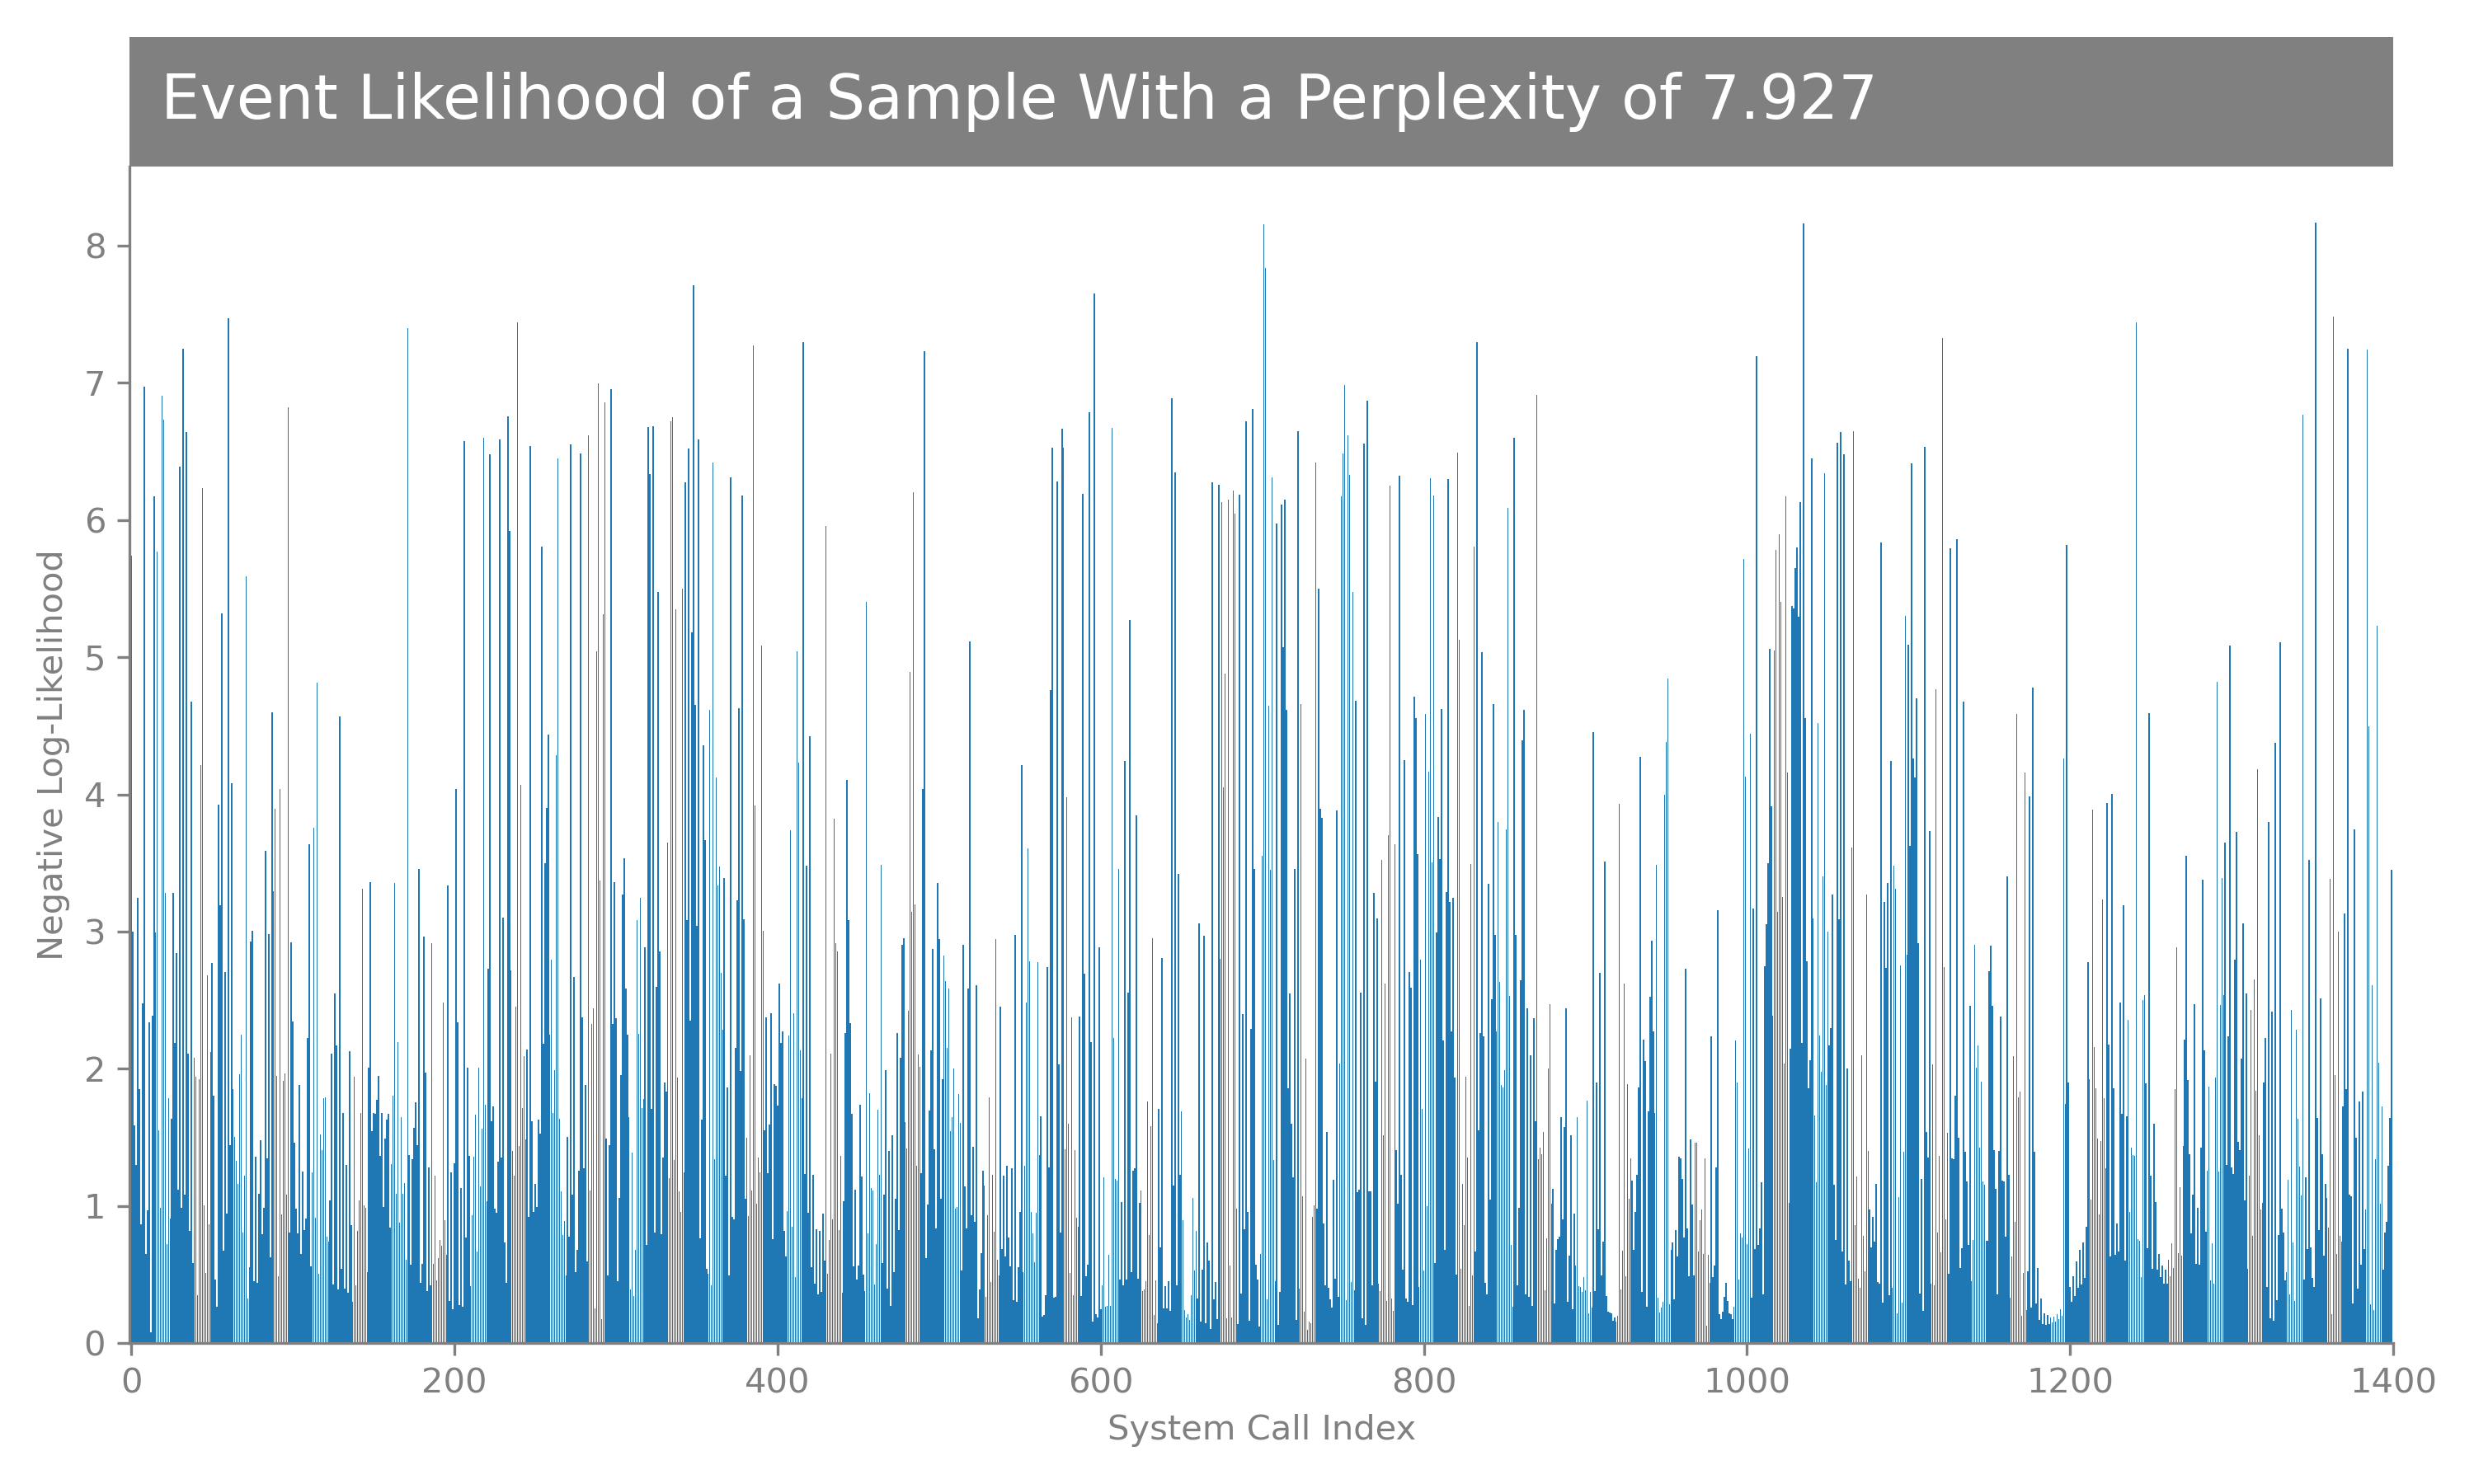 Event Likelihood of a Sample With a Perplexity of 7.927
8
7
6
5
4
3
2
1
0
Negative Log-Likelihood
0 200 400 600 800 1000 1200 1400
System Call Index